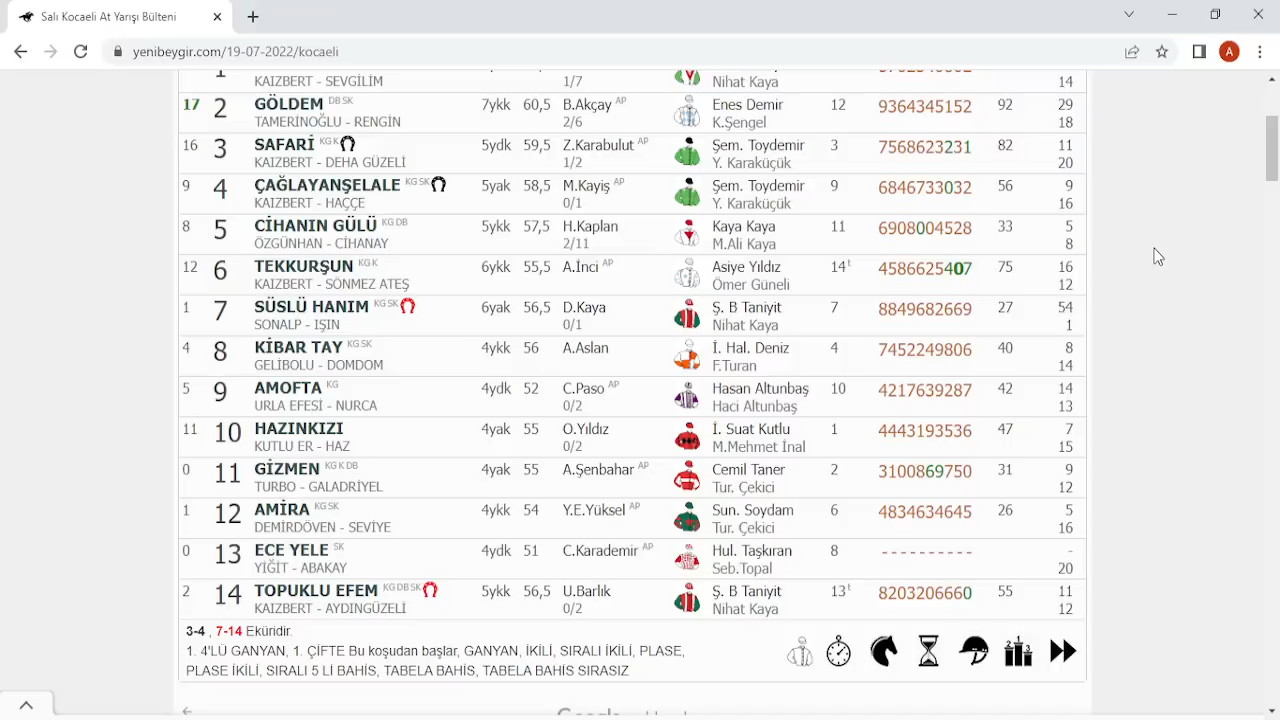 Salı Kocaeli At Yarışı Bülteni
yenibeygir.com/19-07-2022/kocaeli
A
KAIZBERT - SEVGİLİM 1/7 Nihat Kaya 14
17 2 GÖLDEM DB SK 7ykk 60,5 B.Akçay AP Enes Demir 12 9364345152 92 29
TAMERINOĞLU - RENGİN 2/6 K.Şengel 18
16 3 SAFARİ KG K 5ydk 59,5 Z.Karabulut AP Şem. Toydemir 3 7568623231 82 11
KAIZBERT - DEHA GÜZELİ 1/2 Y. Karaküçük 20
9 4 ÇAĞLAYANŞELALE KG SK 5yak 58,5 M.Kayiş AP Şem. Toydemir 9 6846733032 56 9
KAIZBERT - HAÇÇE 0/1 Y. Karaküçük 16
8 5 CİHANIN GÜLÜ KG DB 5ykk 57,5 H.Kaplan Kaya Kaya 11 6908004528 33 5
ÖZGÜNHAN - CİHANAY 2/11 M.Ali Kaya 8
12 6 TEKKURŞUN KG K 6ykk 55,5 A.İnci AP Asiye Yıldız 14t 4586625407 75 16
KAIZBERT - SÖNMEZ ATEŞ Ömer Güneli 12
1 7 SÜSLÜ HANIM KG SK 6yak 56,5 D.Kaya Ş. B Taniyit 7 8849682669 27 54
SONALP - IŞIN 0/1 Nihat Kaya 1
4 8 KİBAR TAY KG SK 4ykk 56 A.Aslan İ. Hal. Deniz 4 7452249806 40 8
GELİBOLU - DOMDOM F.Turan 14
5 9 AMOFTA KG 4ydk 52 C.Paso AP Hasan Altunbaş 10 4217639287 42 14
URLA EFESİ - NURCA 0/2 Haci Altunbaş 13
11 10 HAZINKIZI 4yak 55 O.Yıldız İ. Suat Kutlu 1 4443193536 47 7
KUTLU ER - HAZ 0/2 M.Mehmet İnal 15
0 11 GİZMEN KG K DB 4yak 55 A.Şenbahar AP Cemil Taner 2 3100869750 31 9
TURBO - GALADRİYEL Tur. Çekici 12
1 12 AMİRA KG SK 4ykk 54 Y.E.Yüksel AP Sun. Soydam 6 4834634645 26 5
DEMİRDÖVEN - SEVİYE Tur. Çekici 16
0 13 ECE YELE SK 4ydk 51 C.Karademir AP Hul. Taşkıran 8 - - - - - - - - - - -
YİĞİT - ABAKAY Seb.Topal 20
2 14 TOPUKLU EFEM KG DB SK 5ykk 56,5 U.Barlık Ş. B Taniyit 13t 8203206660 55 11
KAIZBERT - AYDINGÜZELİ 0/2 Nihat Kaya 12
3-4 , 7-14 Eküridir.
1. 4'LÜ GANYAN, 1. ÇİFTE Bu koşudan başlar, GANYAN, İKİLİ, SIRALI İKİLİ, PLASE,
PLASE İKİLİ, SIRALI 5 Lİ BAHİS, TABELA BAHİS, TABELA BAHİS SIRASIZ